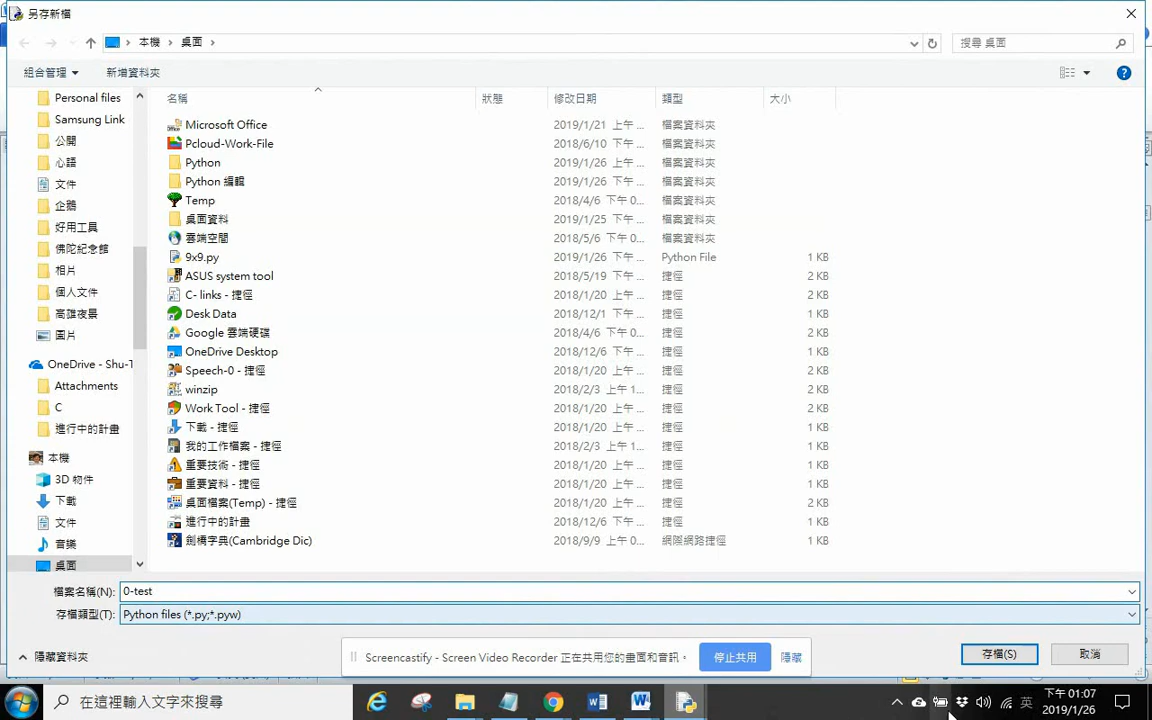 另存新檔
本機 桌面
搜尋 桌面
組合管理 新增資料夾
名稱 狀態 修改日期 類型 大小
Personal files
Samsung Link
公開
心語
文件
企鵝
好用工具
佛陀紀念館
相片
個人文件
高雄夜景
圖片
OneDrive - Shu-T
Attachments
C
進行中的計畫
本機
3D 物件
下載
文件
音樂
桌面
Microsoft Office 2019/1/21 上午 ... 檔案資料夾
Pcloud-Work-File 2018/6/10 下午 ... 檔案資料夾
Python 2019/1/26 上午 ... 檔案資料夾
Python 編輯 2019/1/26 上午 ... 檔案資料夾
Temp 2018/4/6 下午 0... 檔案資料夾
桌面資料 2019/1/25 下午 ... 檔案資料夾
雲端空間 2018/5/6 下午 0... 檔案資料夾
9x9.py 2019/1/26 上午 ... Python File 1 KB
ASUS system tool 2018/5/19 上午 ... 捷徑 2 KB
C- links - 捷徑 2018/1/20 上午 ... 捷徑 2 KB
Desk Data 2018/12/1 下午 ... 捷徑 1 KB
Google 雲端硬碟 2018/4/6 下午 0... 捷徑 1 KB
OneDrive Desktop 2018/12/6 下午 ... 捷徑 1 KB
Speech-0 - 捷徑 2018/1/20 上午 ... 捷徑 2 KB
winzip 2018/2/3 上午 1... 捷徑 1 KB
Work Tool - 捷徑 2018/1/20 上午 ... 捷徑 2 KB
下載 - 捷徑 2018/1/20 上午 ... 捷徑 1 KB
我的工作檔案 - 捷徑 2018/2/3 上午 1... 捷徑 1 KB
重要技術 - 捷徑 2018/1/20 上午 ... 捷徑 1 KB
重要資料 - 捷徑 2018/1/20 上午 ... 捷徑 1 KB
桌面檔案(Temp) - 捷徑 2018/1/20 上午 ... 捷徑 2 KB
進行中的計畫 2018/12/6 下午 ... 捷徑 1 KB
劍橋字典(Cambridge Dic) 2018/9/9 上午 0... 網際網路捷徑 1 KB
檔案名稱(N): 0-test
存檔類型(T): Python files (*.py;*.pyw)
隱藏資料夾
Screencastify - Screen Video Recorder 正在共用您的畫面和音訊。 停止共用 隱藏
存檔(S) 取消
在這裡輸入文字來搜尋
英
下午 01:07
2019/1/26